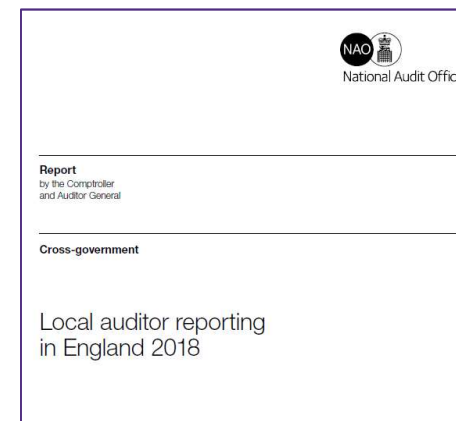 NAO
National Audit Offic
Report
by the Comptroller
and Auditor General
Cross-government
Local auditor reporting
in England 2018